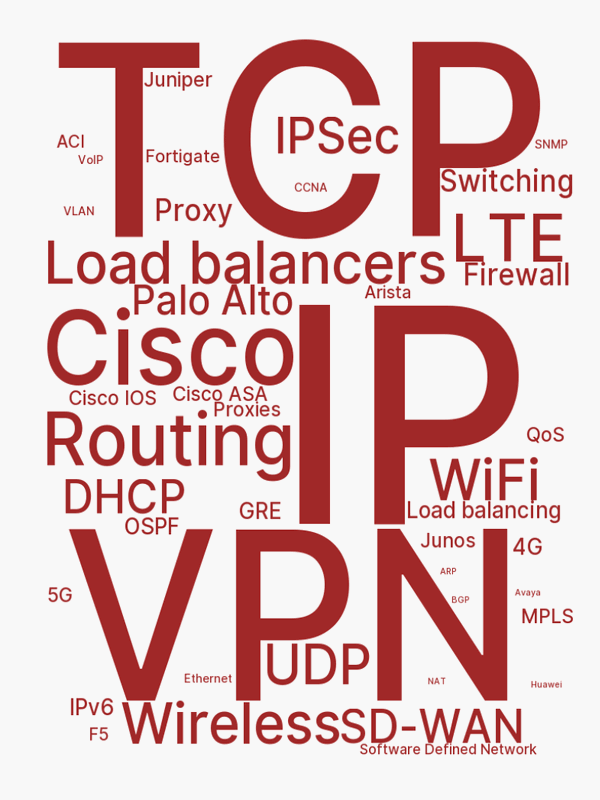 TCP
Juniper
IPSec
ACI
VoIP
Fortigate
SNMP
CCNA
Switching
VLAN
Proxy
LTE
Load balancers
Firewall
Palo Alto
Arista
Cisco
IP
Cisco IOS
Cisco ASA
Proxies
Routing
QoS
WiFi
DHCP
GRE
Load balancing
OSPF
VPN
Junos
4G
ARP
5G
BGP
Avaya
MPLS
UDP
Ethernet
NAT
Huawei
IPv6
Wireless
SD-WAN
F5
Software Defined Network